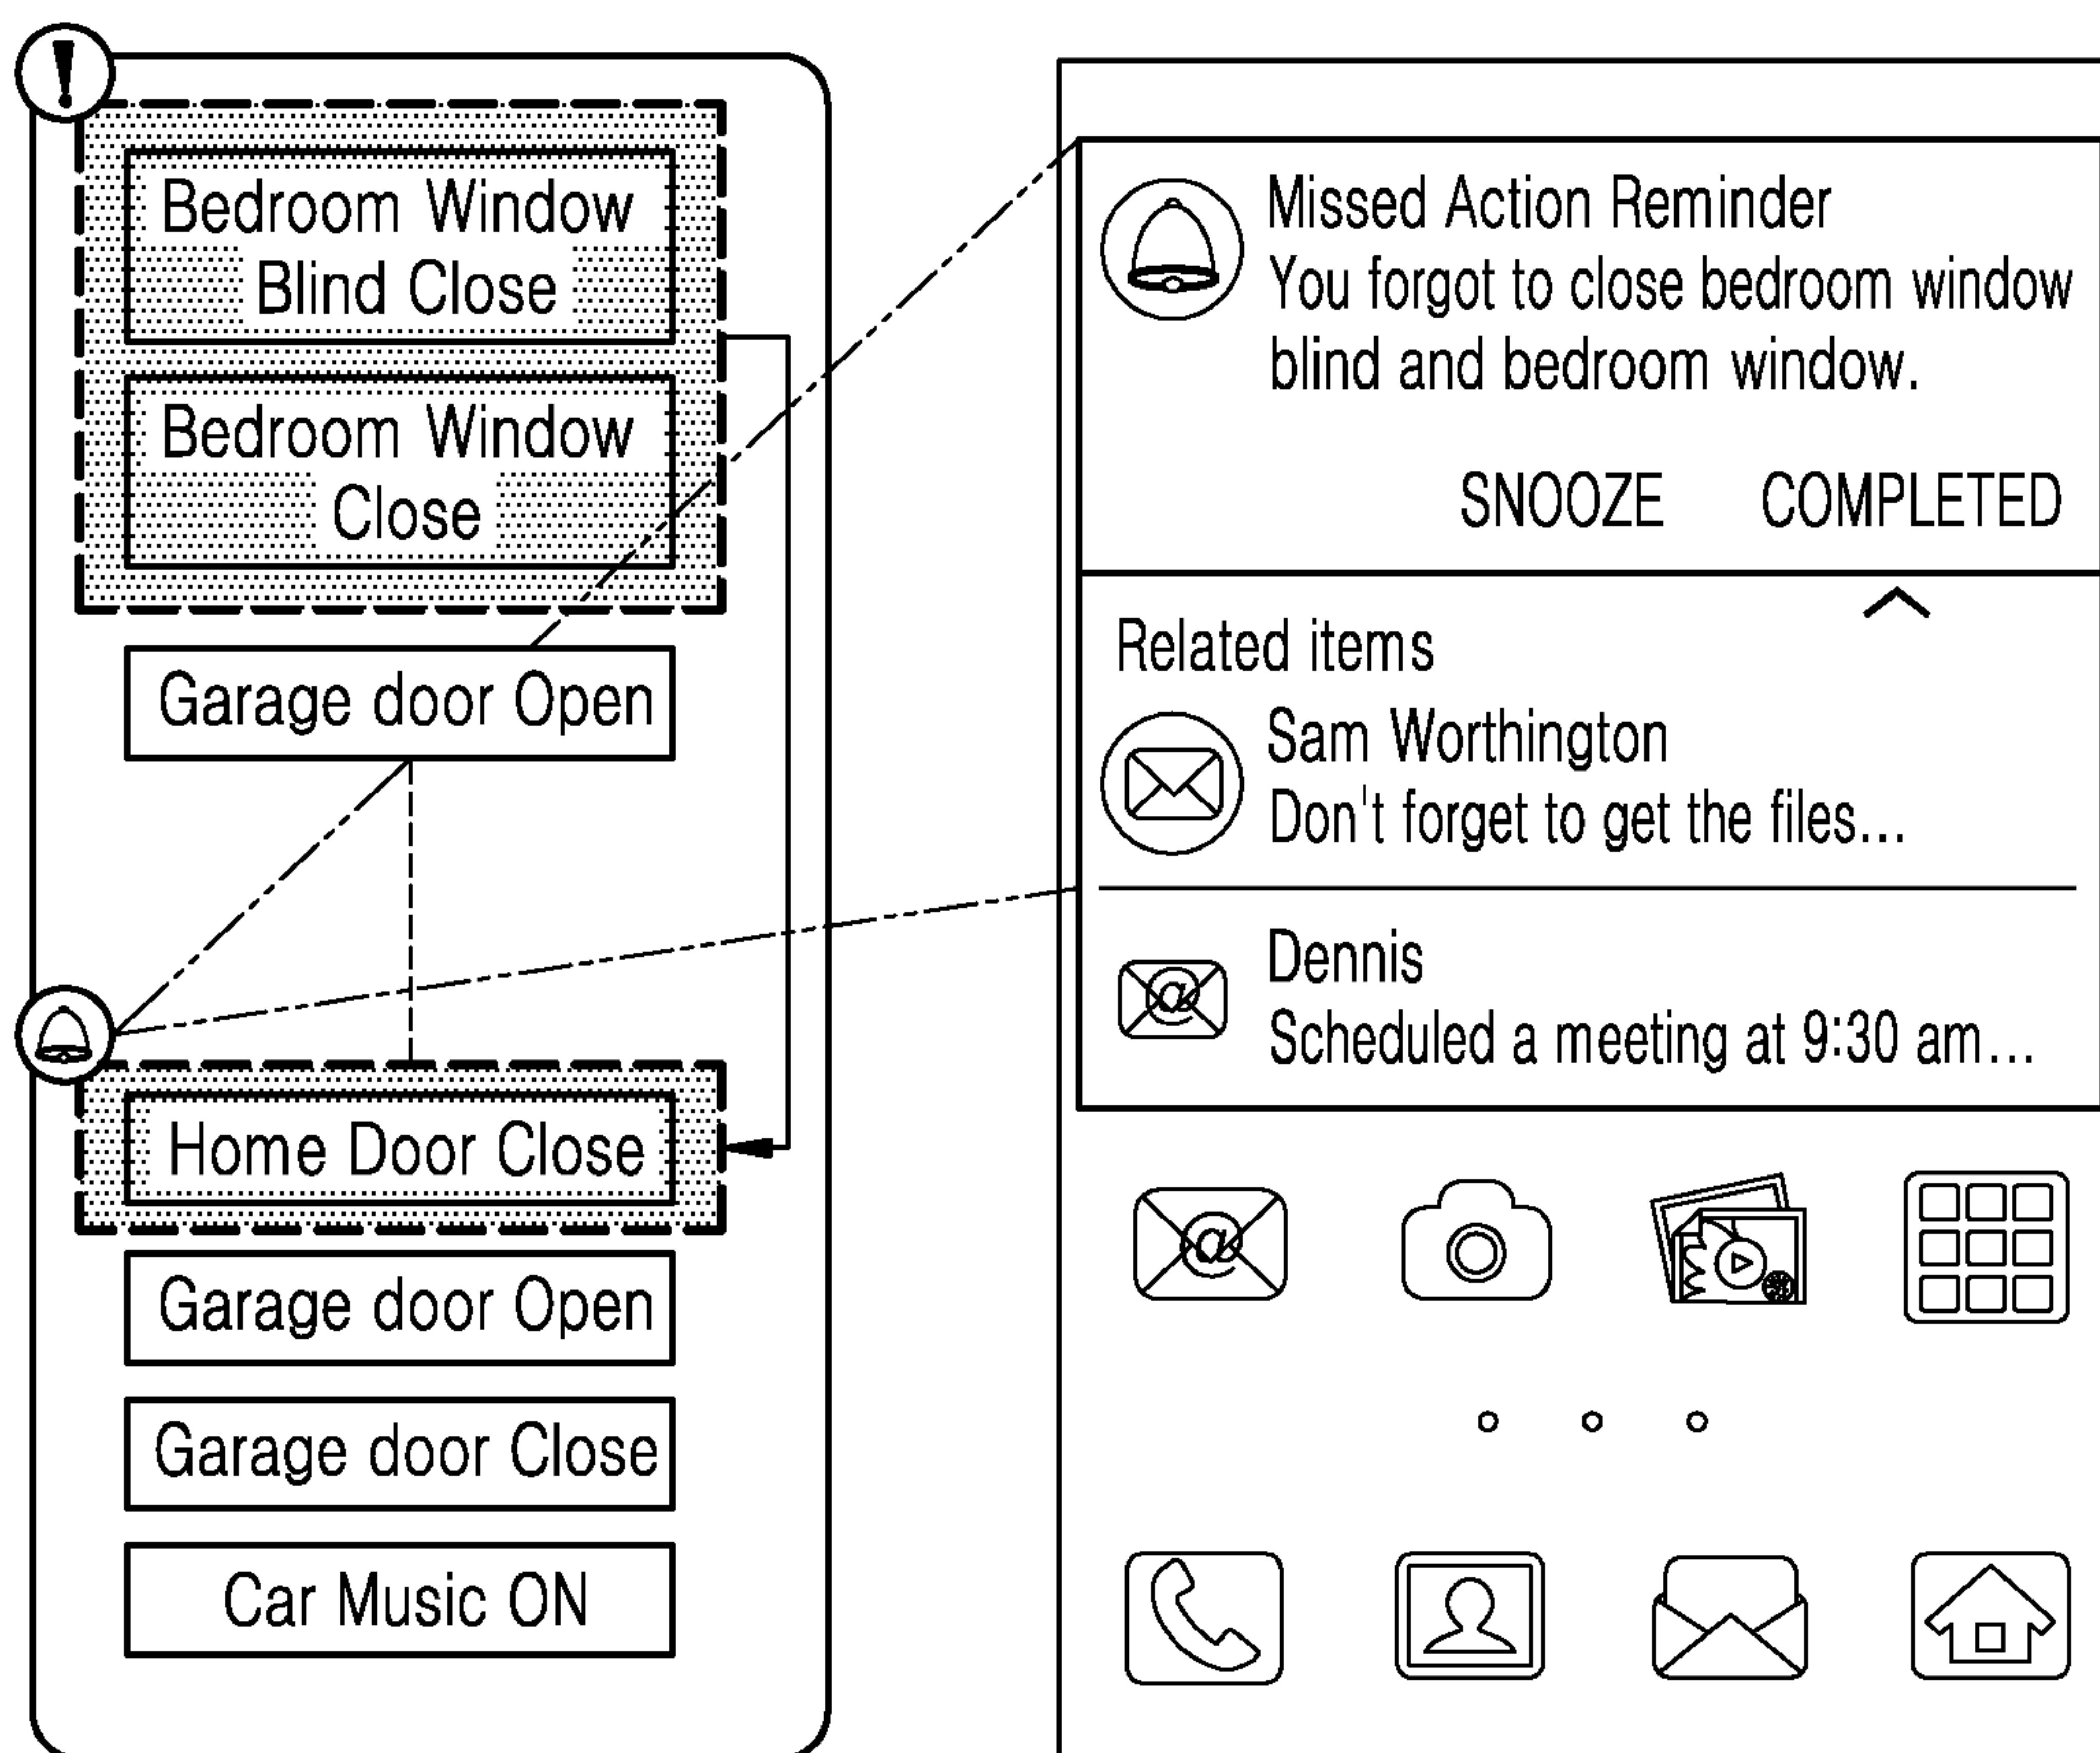 !
Bedroom Window
Blind Close
Bedroom Window
Close
Garage door Open
Home Door Close
Garage door Open
Garage door Close
Car Music ON
Missed Action Reminder
You forgot to close bedroom window
blind and bedroom window.
SNOOZE COMPLETED
Related items
Sam Worthington
Don't forget to get the files...
@
Dennis
Scheduled a meeting at 9:30 am...
@